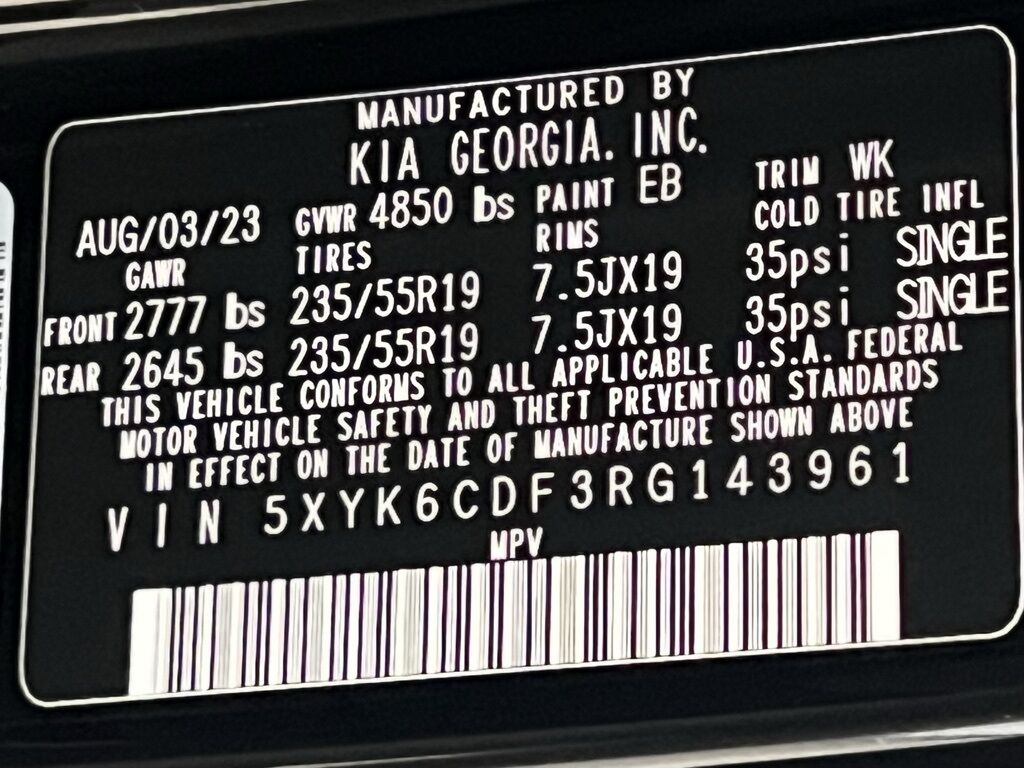 MANUFACTURED BY
KIA GEORGIA. INC.
AUG/03/23 GVWR 4850 lbs PAINT EB TRIM WK
GAWR TIRES RIMS COLD TIRE INFL
FRONT 2777 lbs 235/55R19 7.5JX19 35psi SINGLE
REAR 2645 lbs 235/55R19 7.5JX19 35psi SINGLE
THIS VEHICLE CONFORMS TO ALL APPLICABLE U.S.A. FEDERAL
MOTOR VEHICLE SAFETY AND THEFT PREVENTION STANDARDS
IN EFFECT ON THE DATE OF MANUFACTURE SHOWN ABOVE
VIN 5XYK6CDF3RG143961
MPV